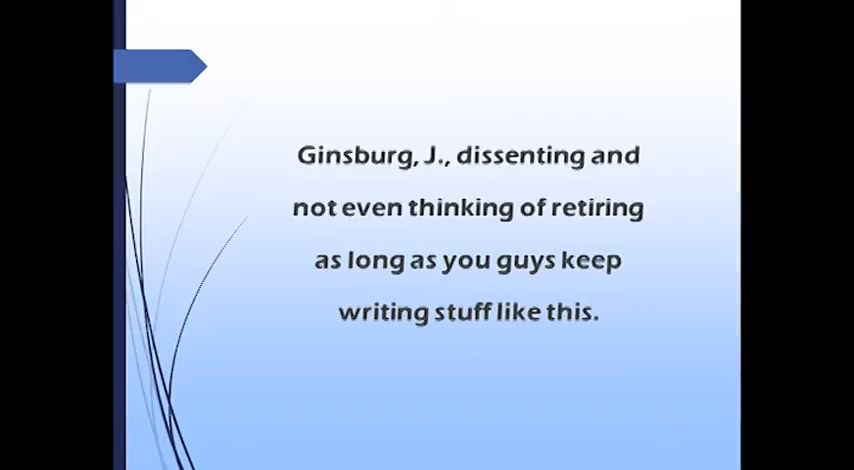 Ginsburg, J., dissenting and
not even thinking of retiring
as long as you guys keep
writing stuff like this.